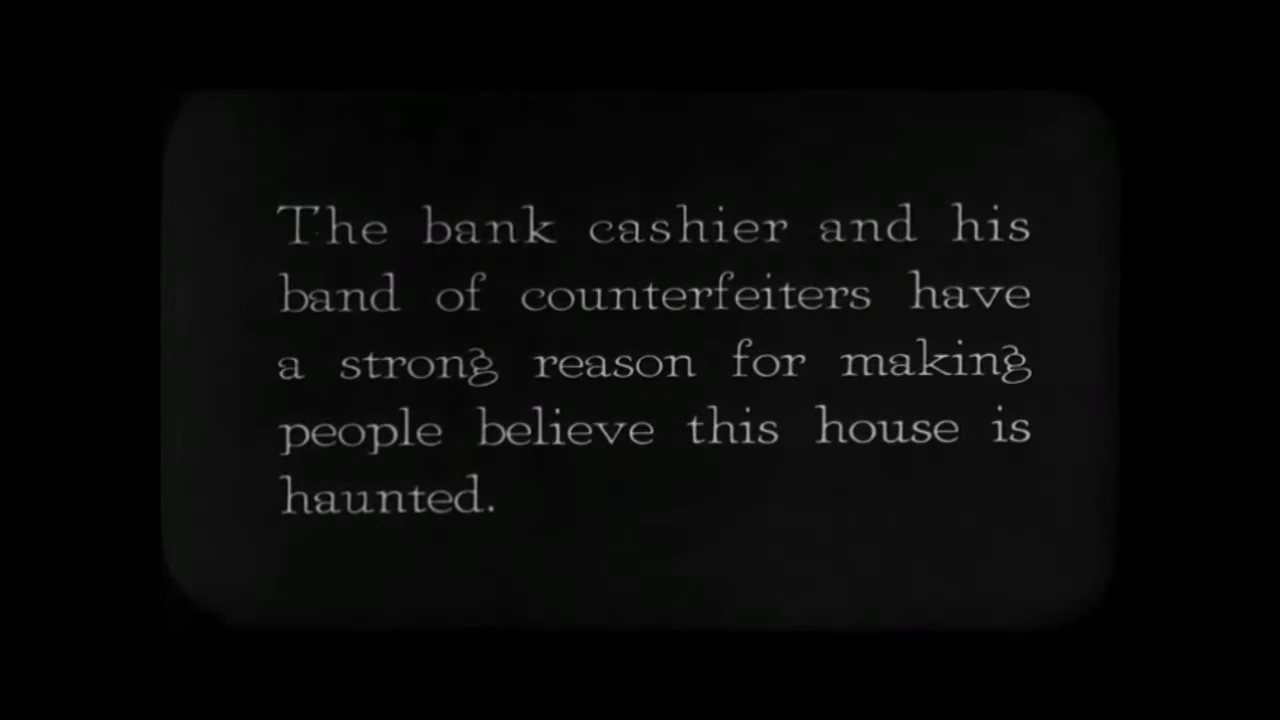 The bank cashier and his
band of counterfeiters have
a strong reason for making
people believe this house is
haunted.